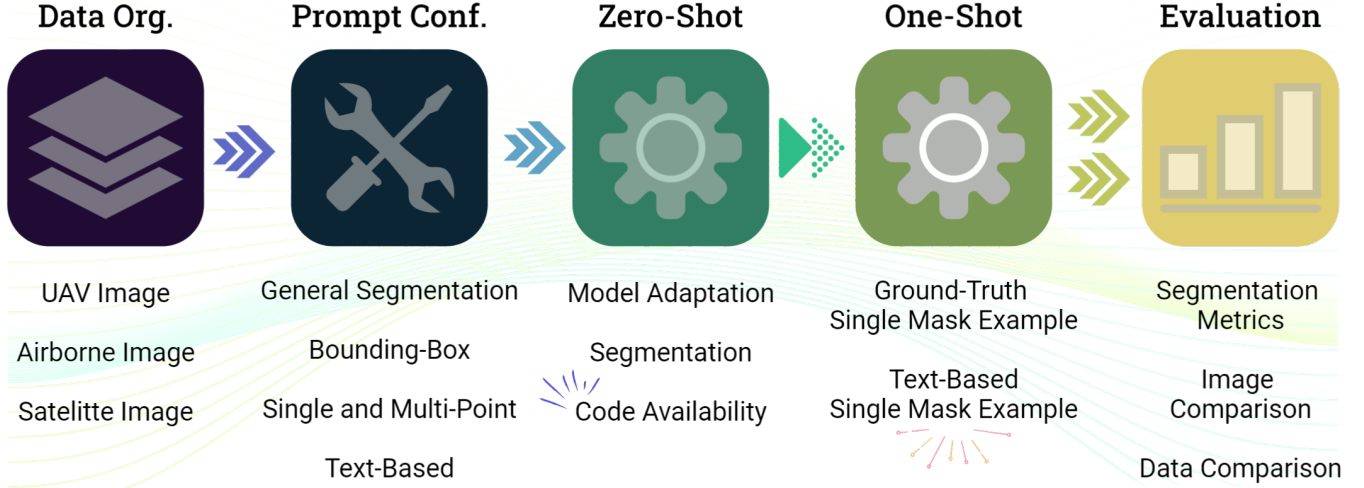 Data Org.
Prompt Conf.
Zero-Shot
One-Shot
Evaluation
UAV Image
Airborne Image
Satelitte Image
General Segmentation
Bounding-Box
Single and Multi-Point
Text-Based
Model Adaptation
Segmentation
Code Availability
Ground-Truth
Single Mask Example
Text-Based
Single Mask Example
Segmentation
Metrics
Image
Comparison
Data Comparison